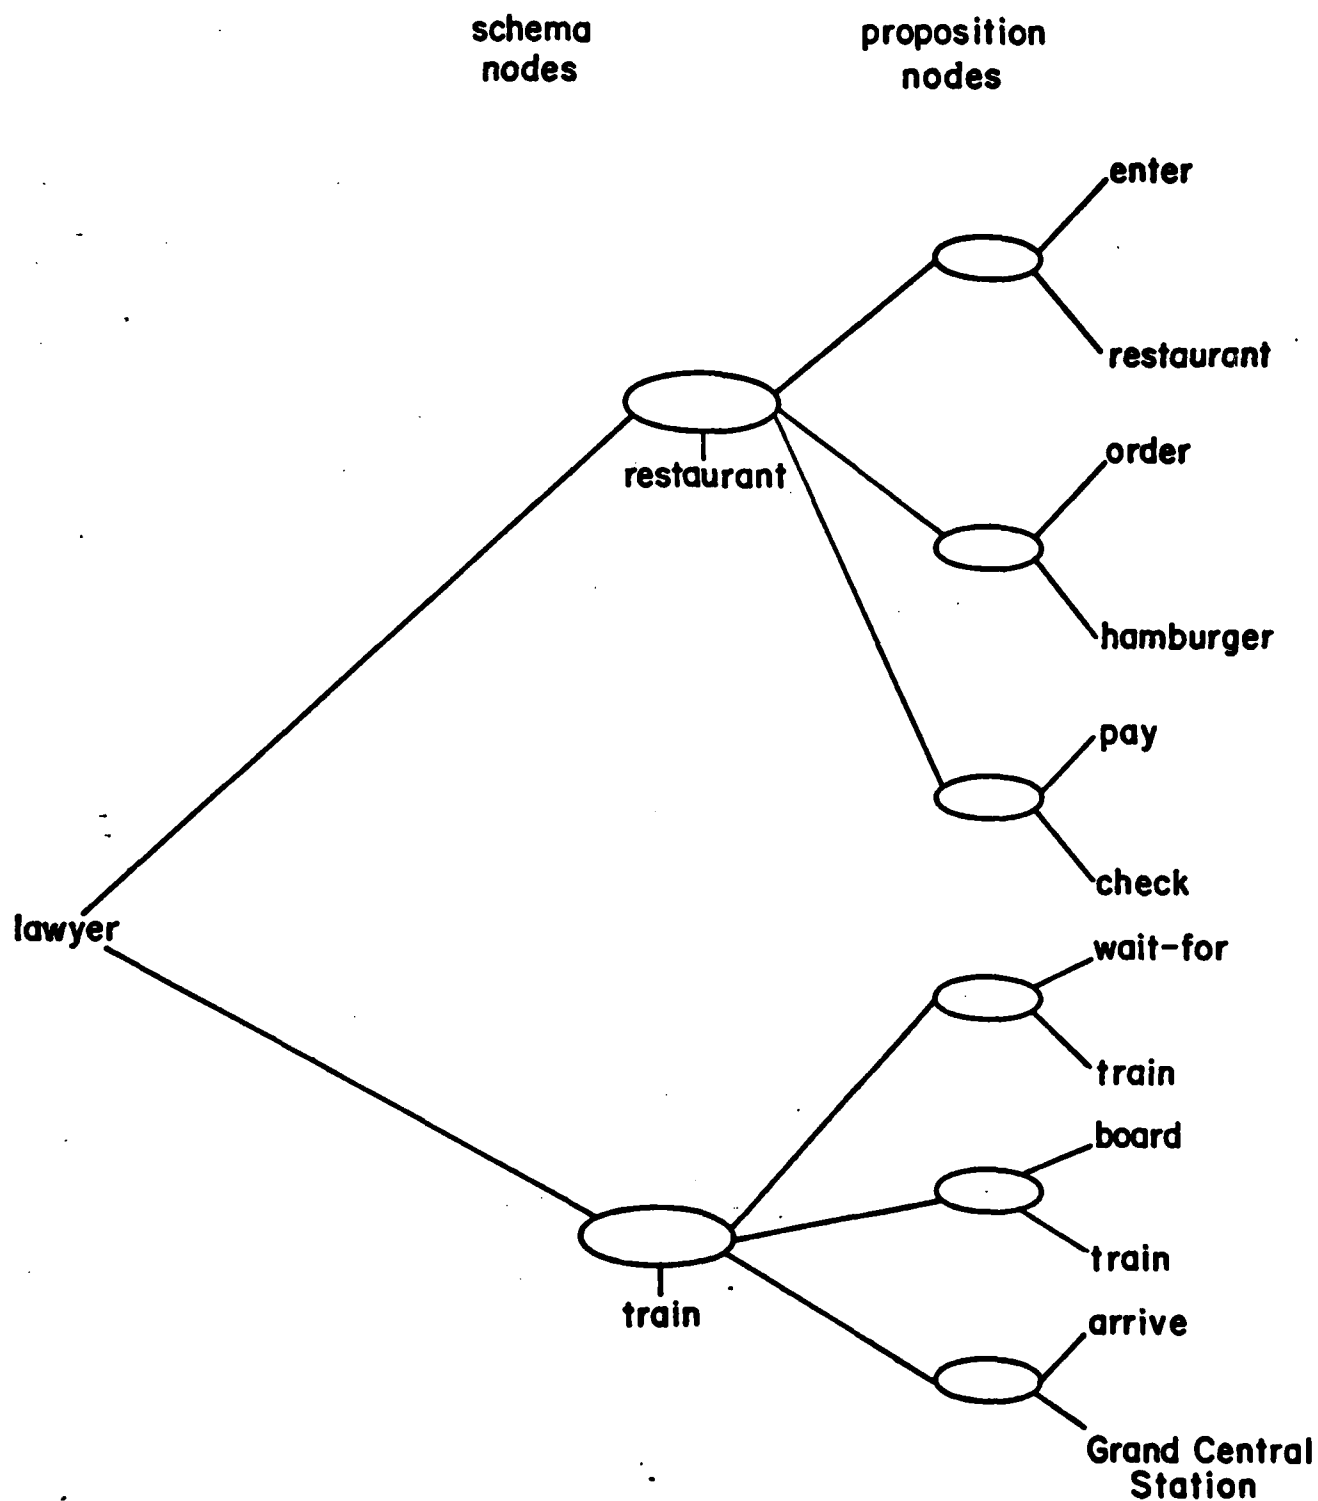 schema
nodes
proposition
nodes
enter
restaurant
restaurant
order
hamburger
pay
check
lawyer
wait-for
train
board
train
train
arrive
Grand Central
Station